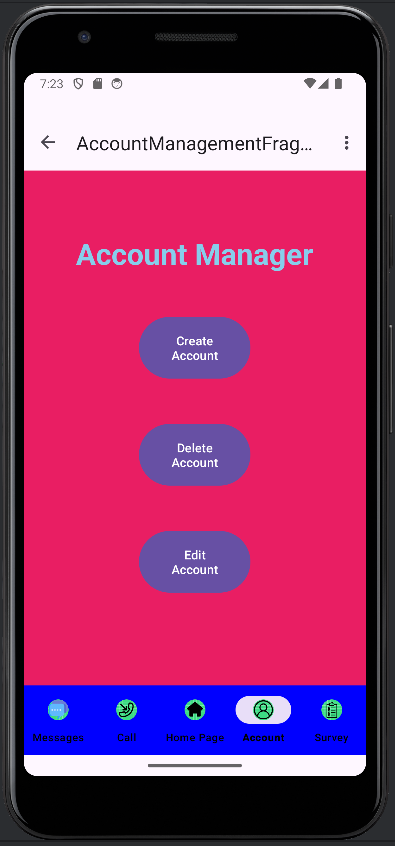 7:23
AccountManagementFrag...
Account Manager
Create
Account
Delete
Account
Edit
Account
Messages
Call
Home Page
Account
Survey